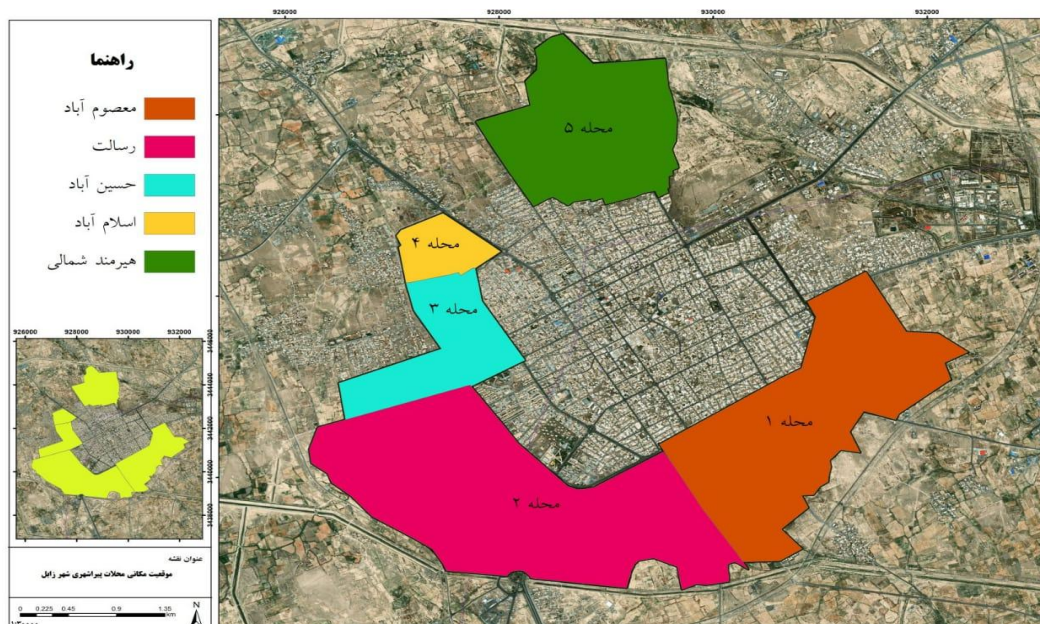 راهنما
معصوم آباد
رسالت
حسین آباد
اسلام آباد
هیرمند شمالی
926000 928000 930000 932000
عنوان نقشه
موقعیت مکانی محلات پیراشهری شهر زابل
0 0.225 0.45 0.9 1.35
km
N
926000 928000 930000 932000
محله ۵
محله ۴
محله ۳
محله ۱
محله ۲